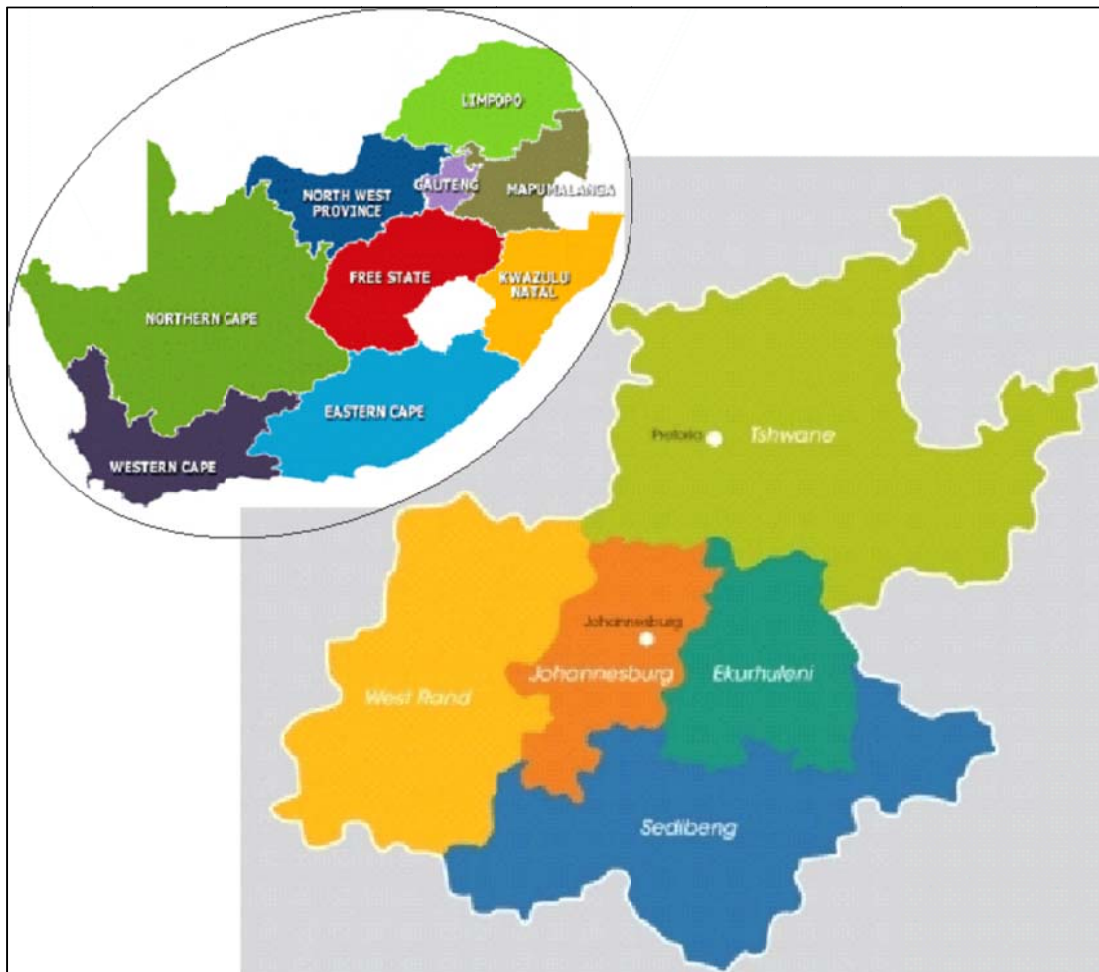 LIMPOPO
NORTH WEST
PROVINCE
GAUTENG
MAPUMALANGA
FREE STATE
KWAZULU
NATAL
NORTHERN CAPE
EASTERN CAPE
WESTERN CAPE
Pretoria
Tshwane
Johannesburg
Johannesburg
Ekurhuleni
West Rand
Sedibeng